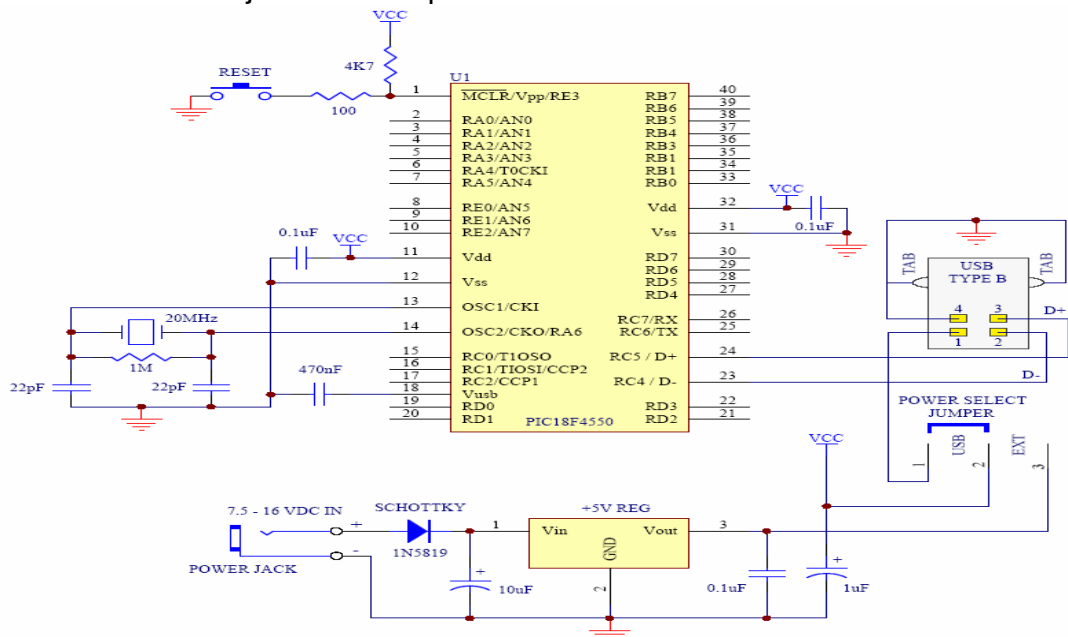 VCC
4K7
RESET
100
U1
1 MCLR/Vpp/RE3
2 RA0/AN0
3 RA1/AN1
4 RA2/AN2
5 RA3/AN3
6 RA4/T0CKI
7 RA5/AN4
8 RE0/AN5
9 RE1/AN6
10 RE2/AN7
11 Vdd
12 Vss
13 OSC1/CKI
14 OSC2/CKO/RA6
15 RC0/T1OSO
16 RC1/TIOSI/CCP2
17 RC2/CCP1
18 Vusb
19 RD0
20 RD1
RB7 40
RB6 39
RB5 38
RB4 37
RB3 36
RB1 35
RB1 34
RB0 33
Vdd 32
Vss 31
RD7 30
RD6 29
RD5 28
RD4 27
RC7/RX 26
RC6/TX 25
RC5 / D+ 24
RC4 / D- 23
RD3 22
RD2 21
PIC18F4550
0.1uF
VCC
20MHz
1M
22pF
22pF
470nF
VCC
0.1uF
TAB
USB
TYPE B
TAB
4 3
1 2
D+
D-
POWER SELECT
JUMPER
USB
EXT
1
2
3
VCC
7.5 - 16 VDC IN
+
-
POWER JACK
SCHOTTKY
1N5819
+
10uF
+5V REG
1 Vin
Vout 3
GND
2
0.1uF
+
1uF